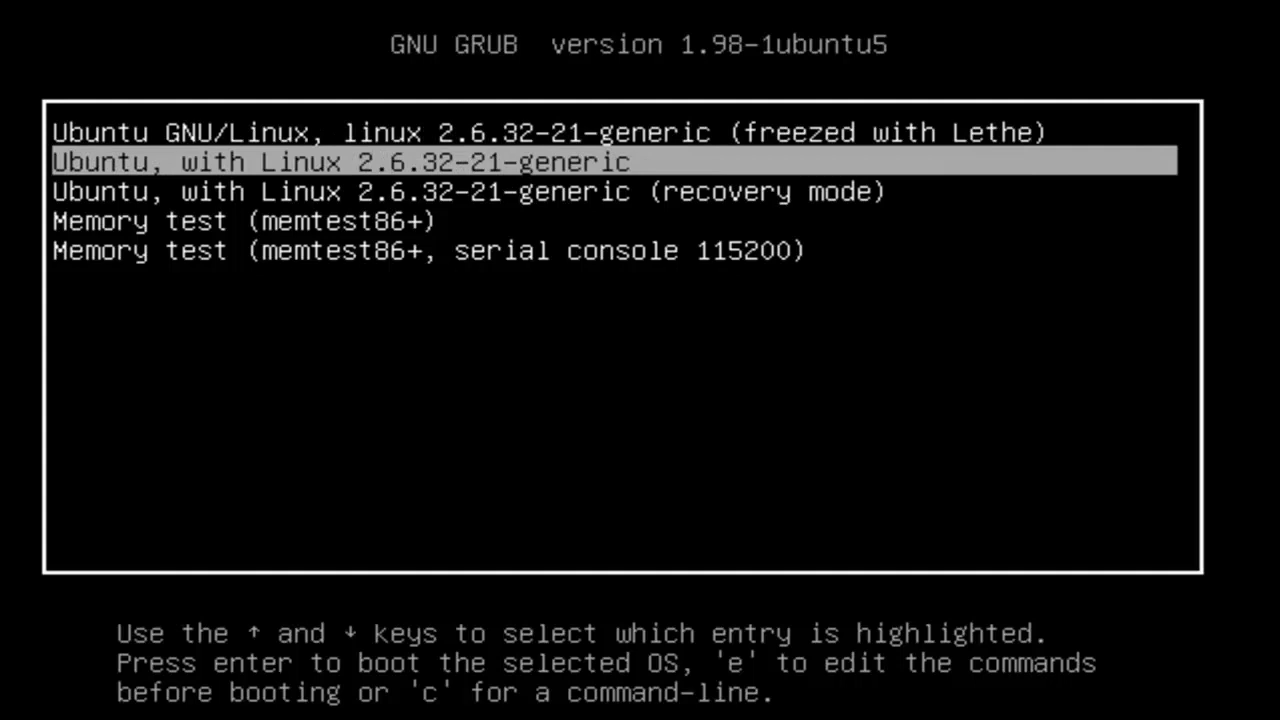 GNU GRUB  version 1.98-1ubuntu5
Ubuntu GNU/Linux, linux 2.6.32-21-generic (freezed with Lethe)
Ubuntu, with Linux 2.6.32-21-generic
Ubuntu, with Linux 2.6.32-21-generic (recovery mode)
Memory test (memtest86+)
Memory test (memtest86+, serial console 115200)
Use the ↑ and ↓ keys to select which entry is highlighted.
Press enter to boot the selected OS, 'e' to edit the commands
before booting or 'c' for a command-line.